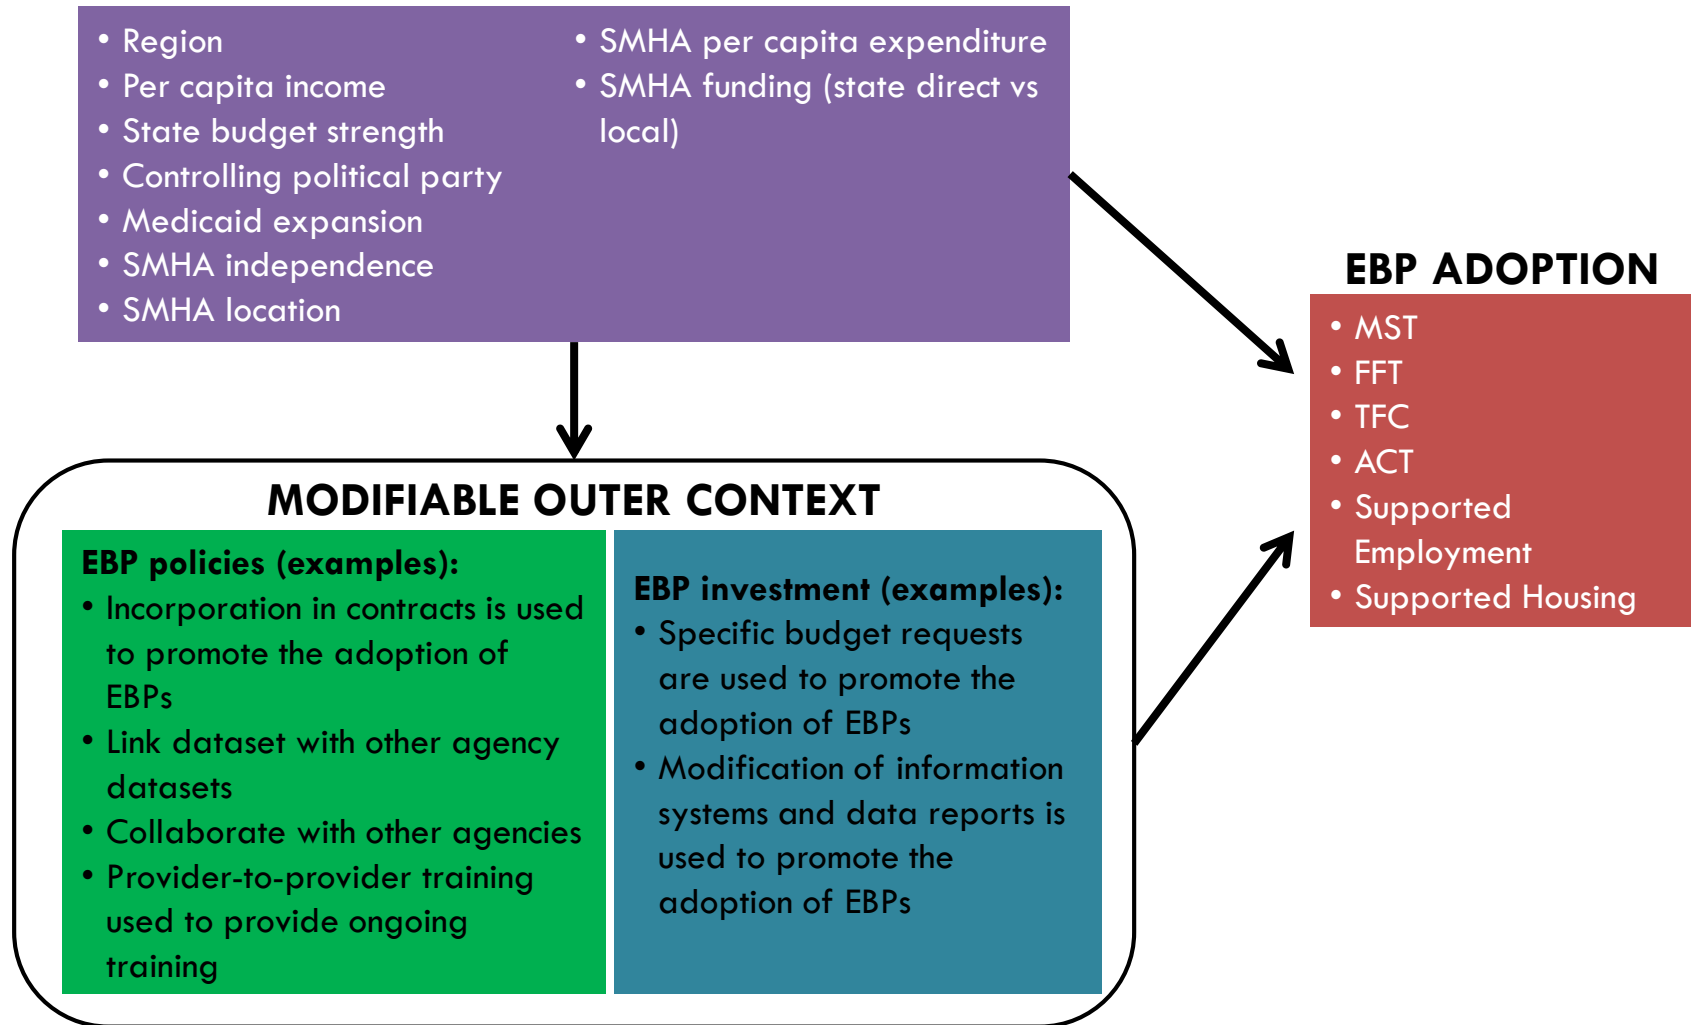 • Region
• Per capita income
• State budget strength
• Controlling political party
• Medicaid expansion
• SMHA independence
• SMHA location
• SMHA per capita expenditure
• SMHA funding (state direct vs
local)
EBP ADOPTION
• MST
• FFT
• TFC
• ACT
• Supported
Employment
• Supported Housing
MODIFIABLE OUTER CONTEXT
EBP policies (examples):
• Incorporation in contracts is used
to promote the adoption of
EBPs
• Link dataset with other agency
datasets
• Collaborate with other agencies
• Provider-to-provider training
used to provide ongoing
training
EBP investment (examples):
• Specific budget requests
are used to promote the
adoption of EBPs
• Modification of information
systems and data reports is
used to promote the
adoption of EBPs